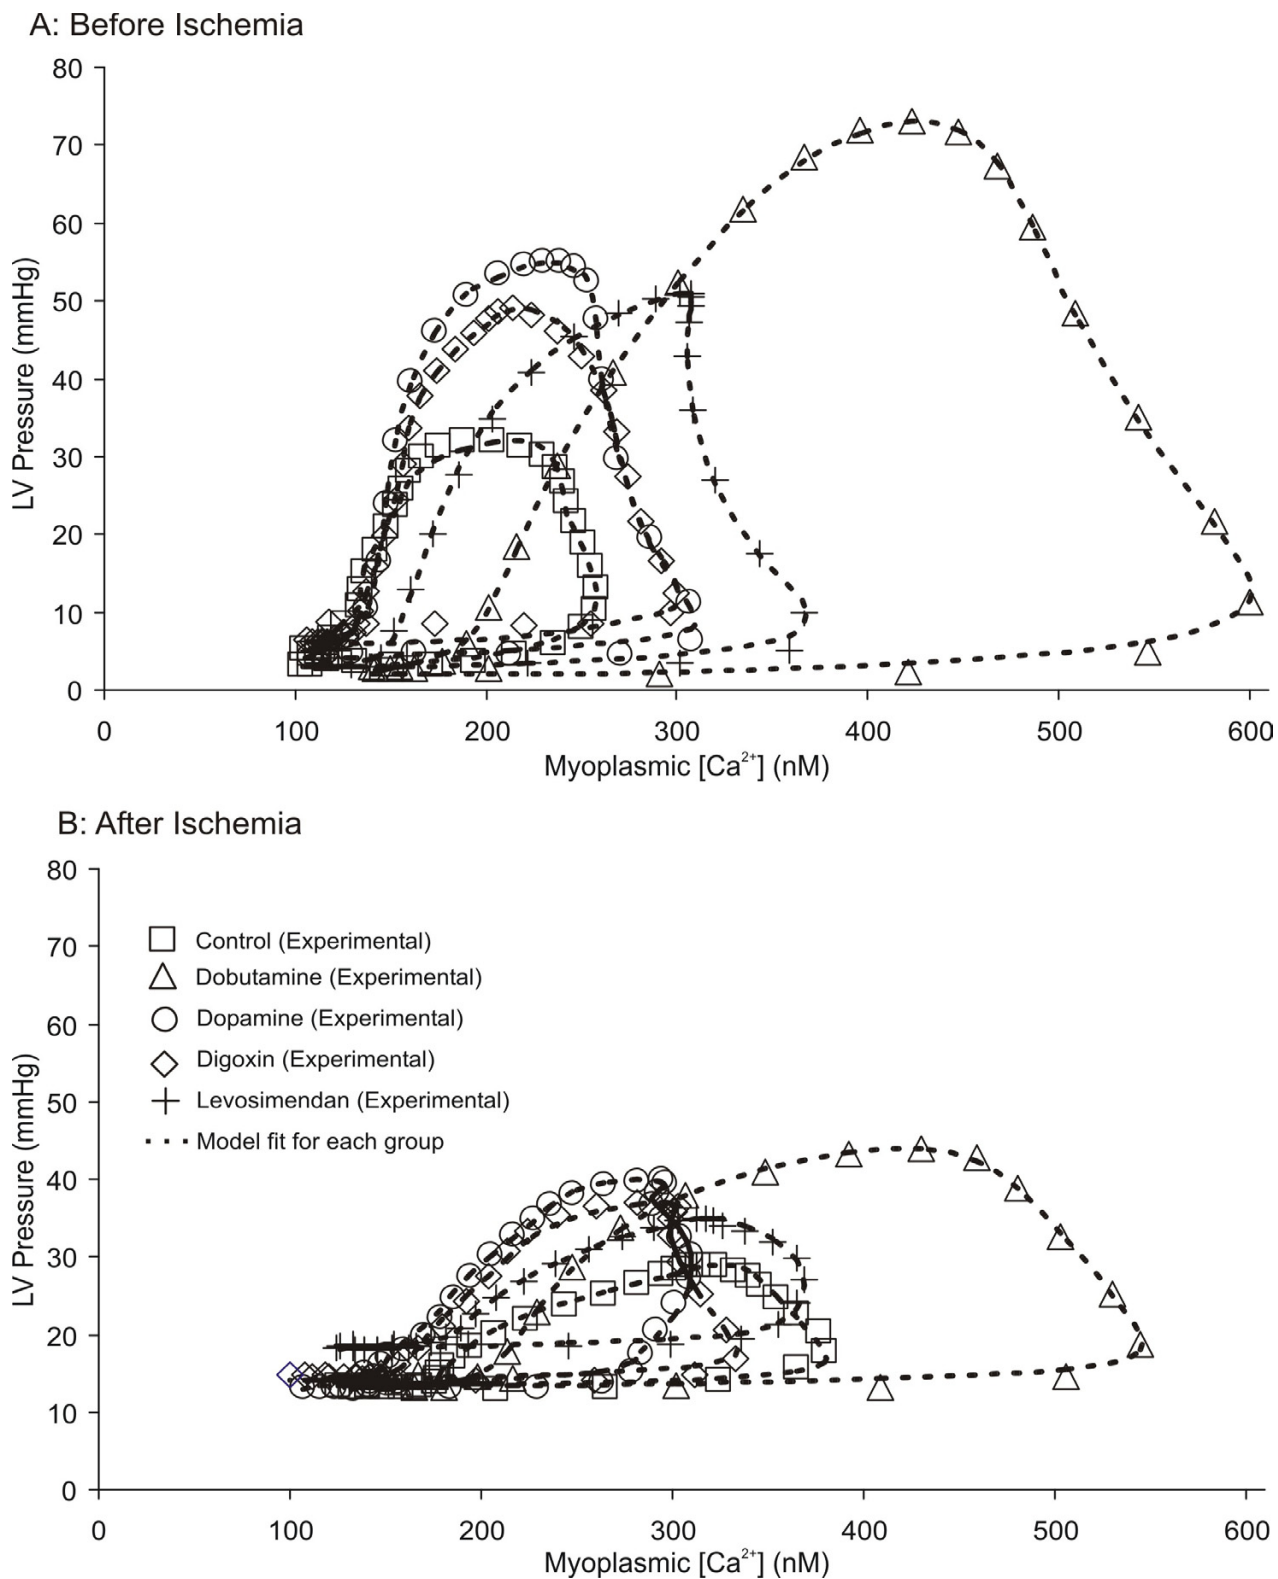 A: Before Ischemia
80
70
60
50
40
30
20
10
0
LV Pressure (mmHg)
0 100 200 300 400 500 600
Myoplasmic [Ca²⁺] (nM)
B: After Ischemia
80
70
60
50
40
30
20
10
0
LV Pressure (mmHg)
Control (Experimental)
Dobutamine (Experimental)
Dopamine (Experimental)
Digoxin (Experimental)
Levosimendan (Experimental)
Model fit for each group
0 100 200 300 400 500 600
Myoplasmic [Ca²⁺] (nM)